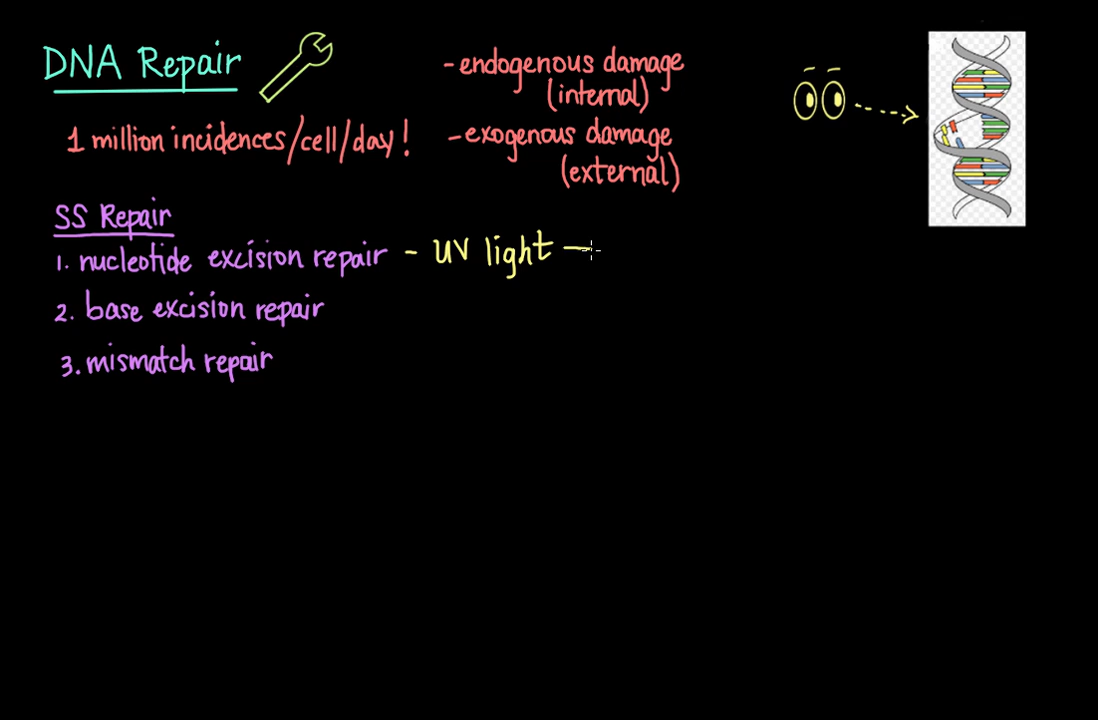 DNA Repair
1 million incidences/cell/day!
- endogenous damage
(internal)
- exogenous damage
(external)
SS Repair
1. nucleotide excision repair - UV light —
2. base excision repair
3. mismatch repair